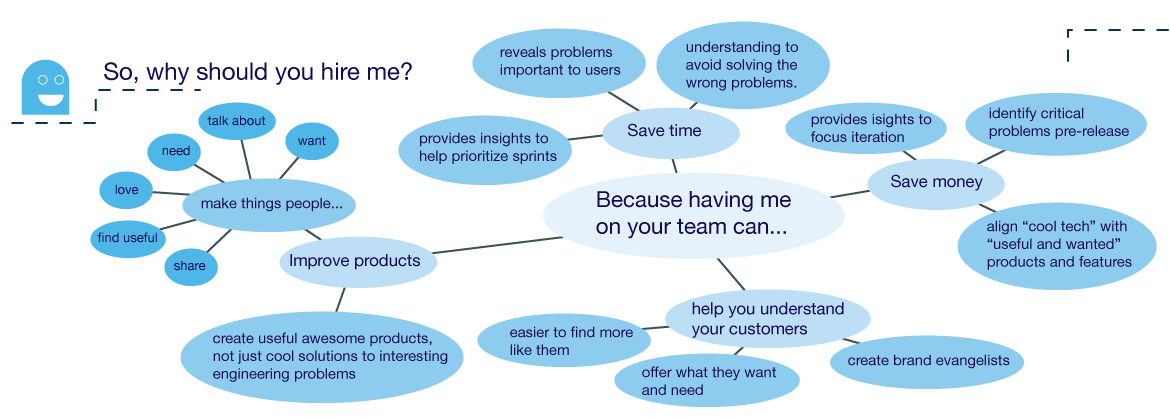 So, why should you hire me?
Because having me
on your team can...
Save time
reveals problems
important to users
understanding to
avoid solving the
wrong problems.
provides insights to
help prioritize sprints
Save money
provides isights to
focus iteration
identify critical
problems pre-release
align “cool tech” with
“useful and wanted”
products and features
help you understand
your customers
easier to find more
like them
offer what they want
and need
create brand evangelists
Improve products
create useful awesome products,
not just cool solutions to interesting
engineering problems
make things people...
talk about
want
need
love
find useful
share